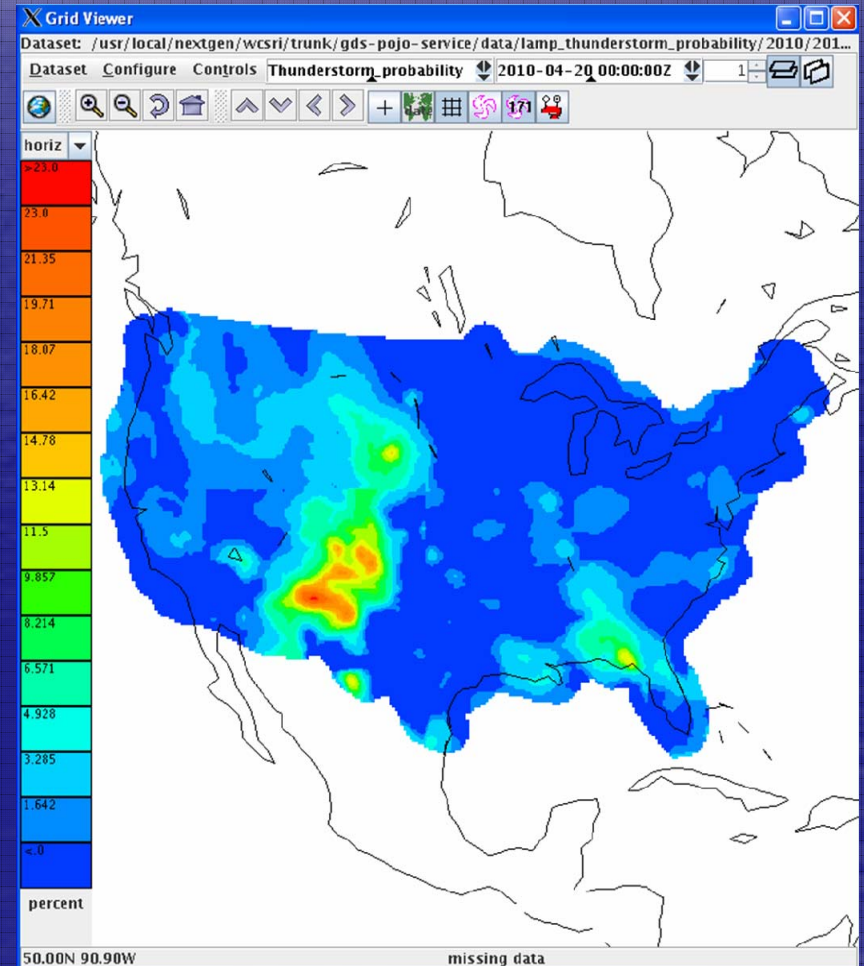 X Grid Viewer
Dataset: /usr/local/nextgen/wcsri/trunk/gds-pojo-service/data/lamp_thunderstorm_probability/2010/201...
Dataset Configure Controls Thunderstorm_probability 2010-04-20 00:00:00Z 1
171
horiz
>23.0
23.0
21.35
19.71
18.07
16.42
14.78
13.14
11.5
9.857
8.214
6.571
4.928
3.285
1.642
<.0
percent
50.00N 90.90W missing data